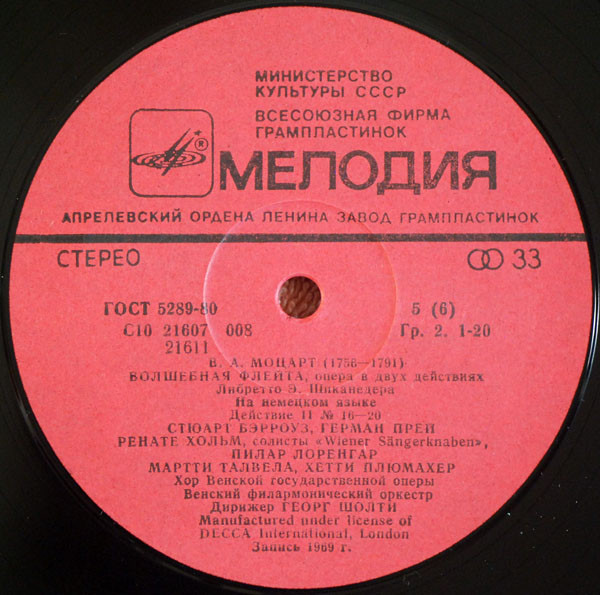 МИНИСТЕРСТВО
КУЛЬТУРЫ СССР
ВСЕСОЮЗНАЯ ФИРМА
ГРАМПЛАСТИНОК
®
МЕЛОДИЯ
АПРЕЛЕВСКИЙ ОРДЕНА ЛЕНИНА ЗАВОД ГРАМПЛАСТИНОК
СТЕРЕО 33
ГОСТ 5289-80 5 (6)
С10 21607 008 Гр. 2. 1-20
21611
В. А. МОЦАРТ (1756—1791)
ВОЛШЕБНАЯ ФЛЕЙТА, опера в двух действиях
Либретто Э. Шиканедера
На немецком языке
Действие II № 16—20
СТЮАРТ БЭРРОУЗ, ГЕРМАН ПРЕЙ
РЕНАТЕ ХОЛЬМ, солисты «Wiener Sängerknaben»,
ПИЛАР ЛОРЕНГАР
МАРТТИ ТАЛВЕЛА, ХЕТТИ ПЛЮМАХЕР
Хор Венской государственной оперы
Венский филармонический оркестр
Дирижер ГЕОРГ ШОЛТИ
Manufactured under license of
DECCA International, London
Запись 1969 г.